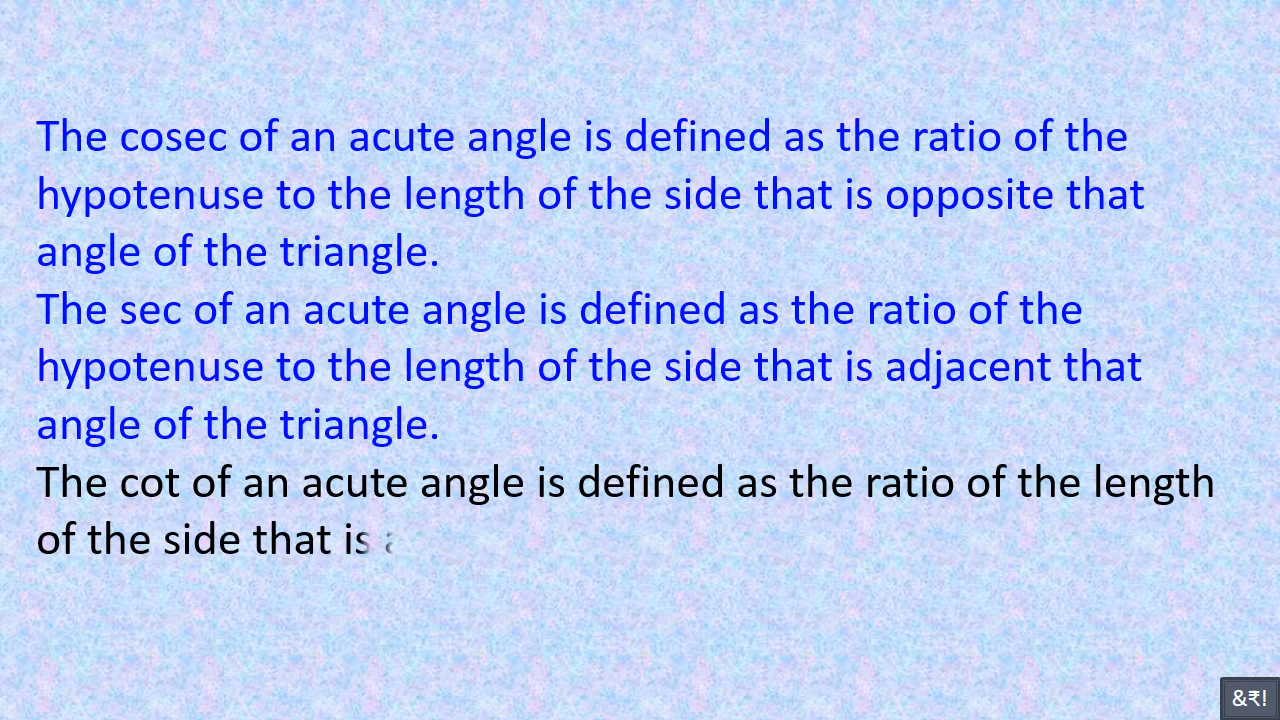 The cosec of an acute angle is defined as the ratio of the
hypotenuse to the length of the side that is opposite that
angle of the triangle.
The sec of an acute angle is defined as the ratio of the
hypotenuse to the length of the side that is adjacent that
angle of the triangle.
The cot of an acute angle is defined as the ratio of the length
of the side that is
&₹!